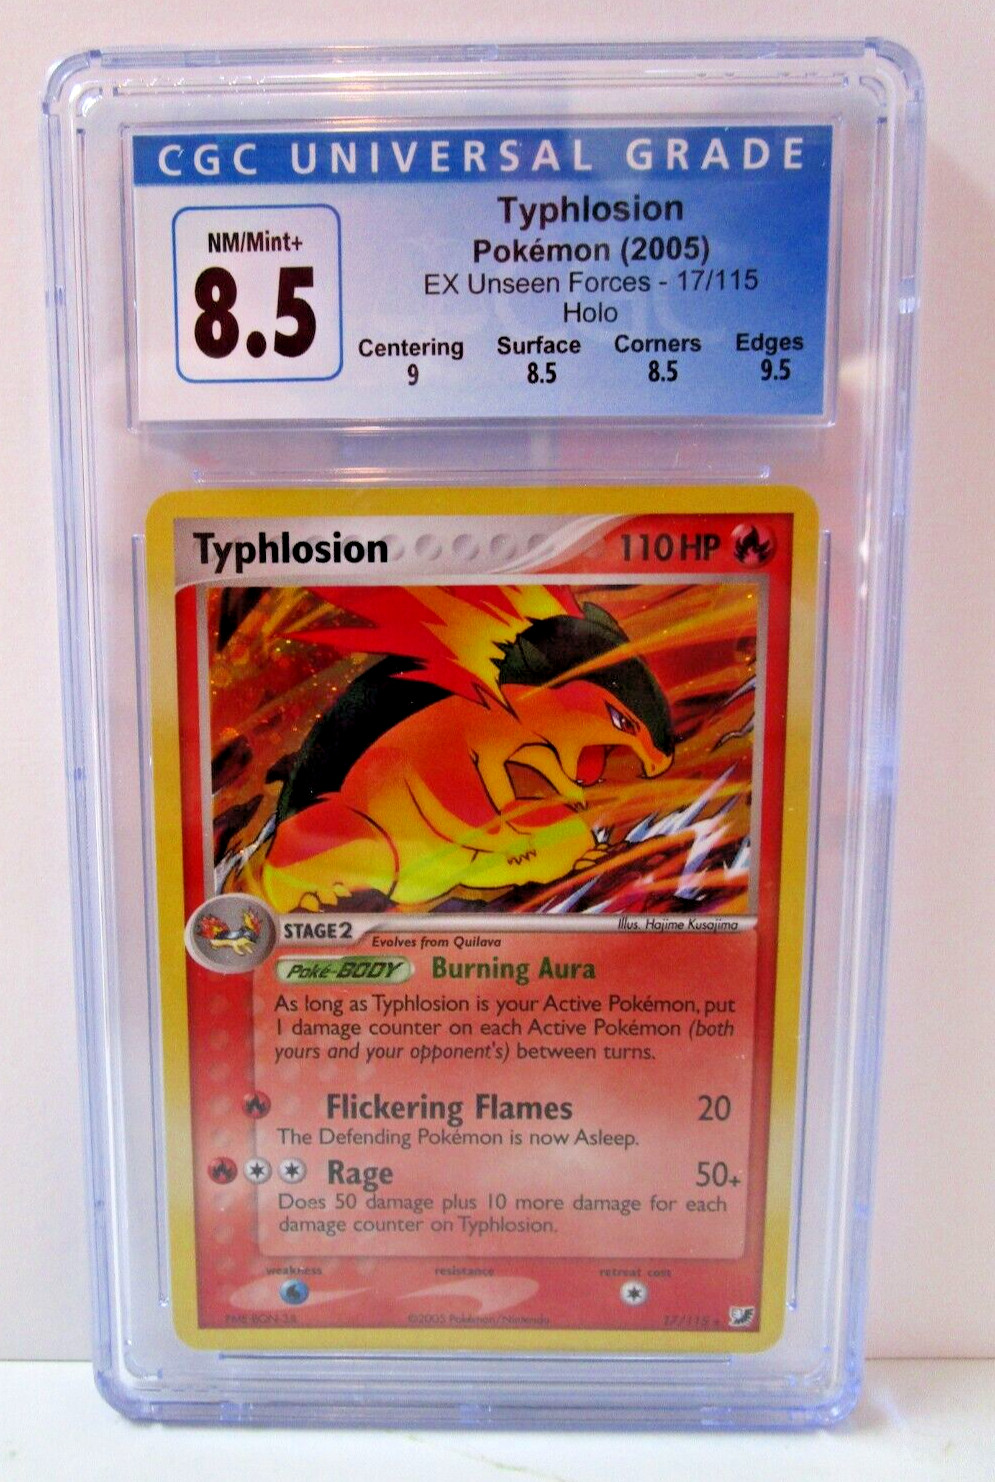 CGC UNIVERSAL GRADE
NM/Mint+
8.5
Typhlosion
Pokémon (2005)
EX Unseen Forces - 17/115
Holo
Centering Surface Corners Edges
9 8.5 8.5 9.5
Typhlosion 110 HP
STAGE 2
Evolves from Quilava
Illus. Hajime Kusajima
Poké-BODY Burning Aura
As long as Typhlosion is your Active Pokémon, put
1 damage counter on each Active Pokémon (both
yours and your opponent's) between turns.
Flickering Flames 20
The Defending Pokémon is now Asleep.
Rage 50+
Does 50 damage plus 10 more damage for each
damage counter on Typhlosion.
weakness resistance retreat cost
©2005 Pokémon/Nintendo 17/115